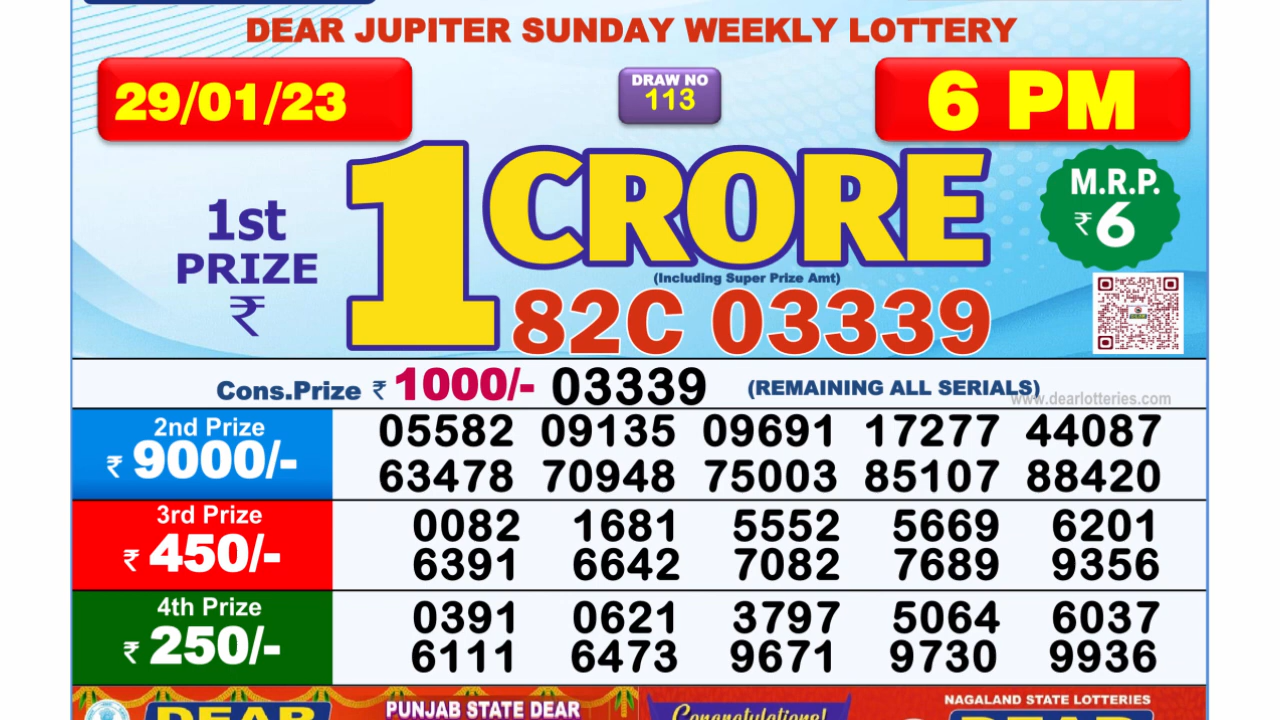 DEAR JUPITER SUNDAY WEEKLY LOTTERY
29/01/23
DRAW NO
113
6 PM
1st
PRIZE
₹
1 CRORE
(Including Super Prize Amt)
82C 03339
M.R.P.
₹6
Cons.Prize ₹ 1000/- 03339 (REMAINING ALL SERIALS)
www.dearlotteries.com
2nd Prize
₹ 9000/-
05582 09135 09691 17277 44087
63478 70948 75003 85107 88420
3rd Prize
₹ 450/-
0082 1681 5552 5669 6201
6391 6642 7082 7689 9356
4th Prize
₹ 250/-
0391 0621 3797 5064 6037
6111 6473 9671 9730 9936
DEAR
PUNJAB STATE DEAR
Congratulations!
NAGALAND STATE LOTTERIES
DEAR